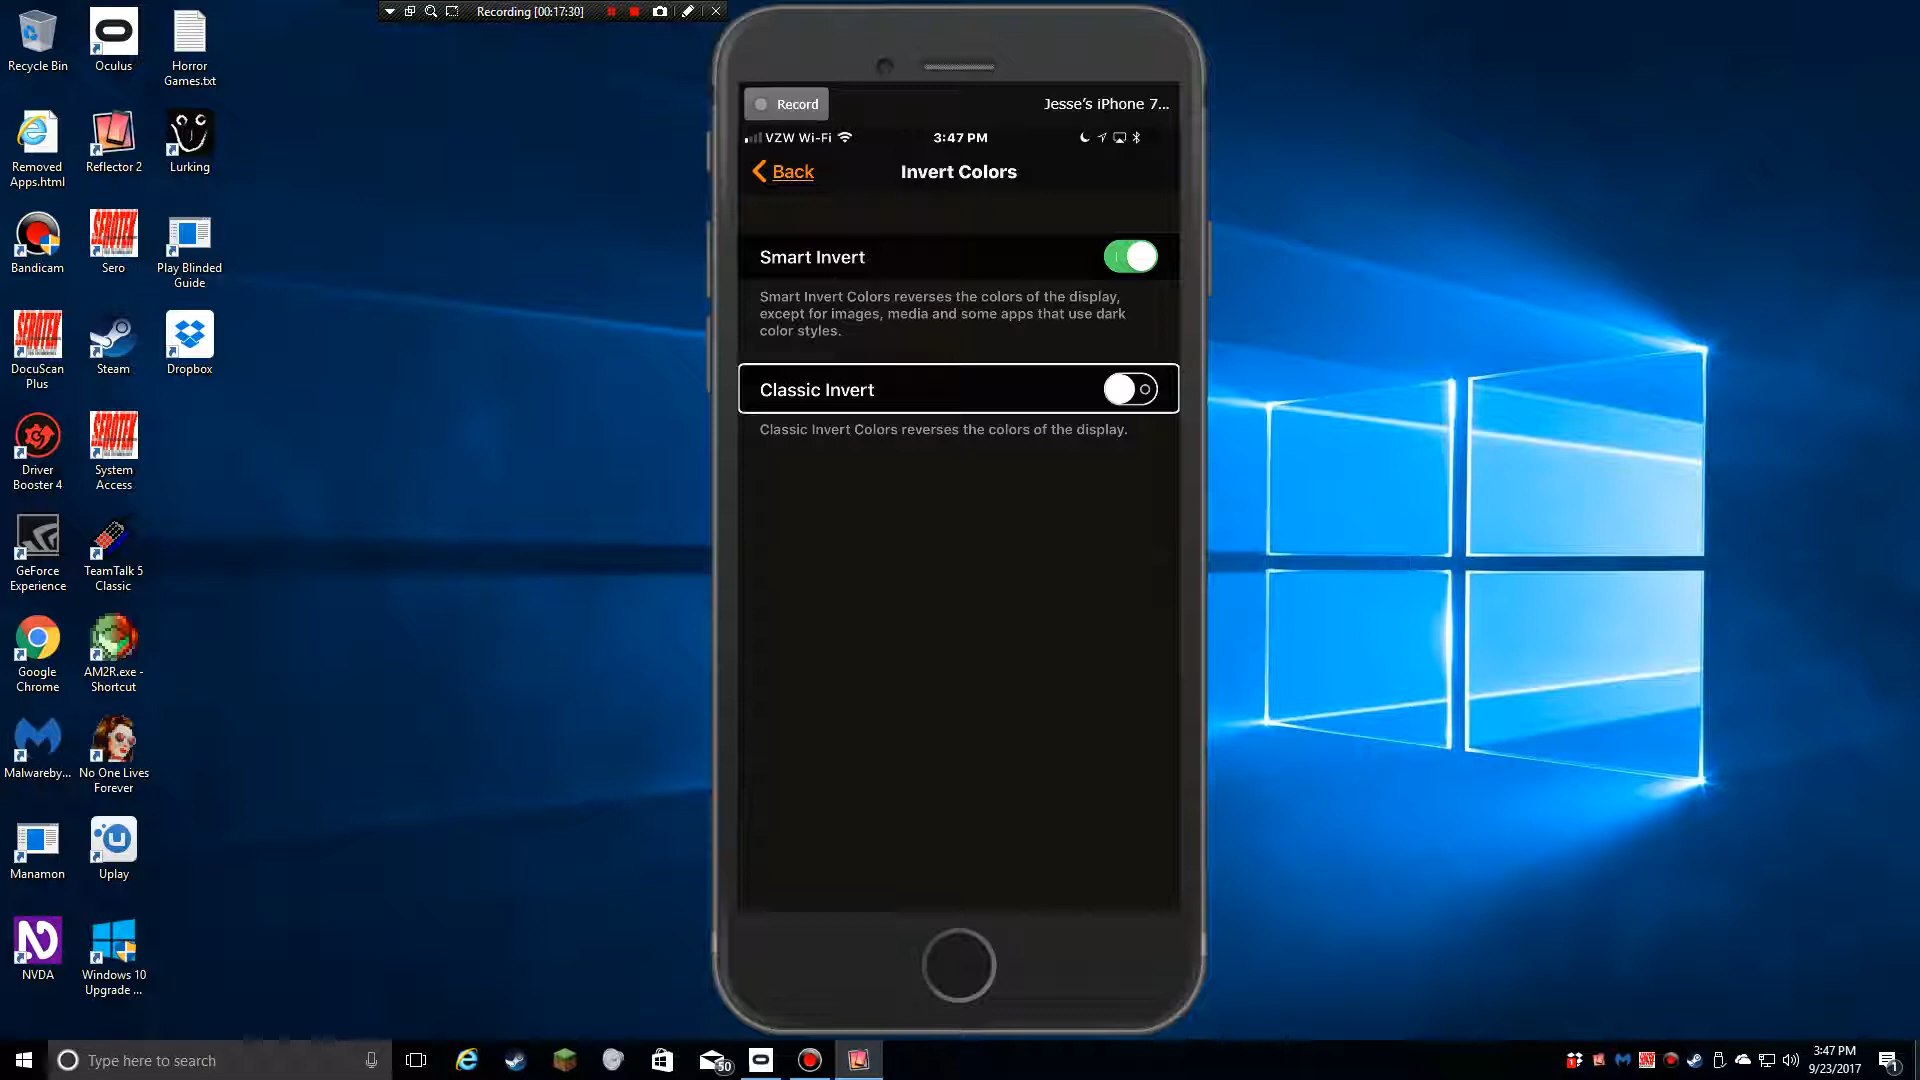 Recording [00:17:30]
Recycle Bin
Oculus
Horror
Games.txt
Removed
Apps.html
Reflector 2
Lurking
Bandicam
SEROTEK
Sero
Play Blinded
Guide
SEROTEK
DocuScan
Plus
Steam
Dropbox
Driver
Booster 4
SEROTEK
System
Access
GeForce
Experience
TeamTalk 5
Classic
Google
Chrome
AM2R.exe -
Shortcut
Malwareby...
No One Lives
Forever
Manamon
Uplay
NVDA
Windows 10
Upgrade ...
Record
Jesse's iPhone 7...
VZW Wi-Fi
3:47 PM
Back
Invert Colors
Smart Invert
Smart Invert Colors reverses the colors of the display,
except for images, media and some apps that use dark
color styles.
Classic Invert
Classic Invert Colors reverses the colors of the display.
Type here to search
50
3:47 PM
9/23/2017
1